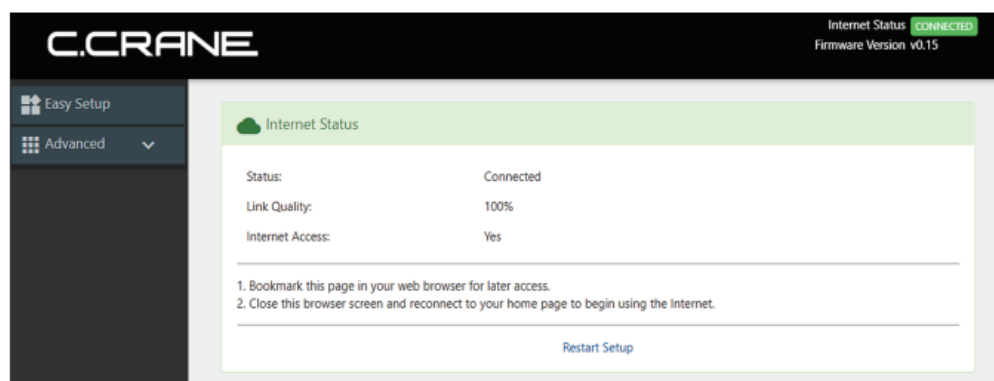 C.CRANE
Internet Status CONNECTED
Firmware Version v0.15
Easy Setup
Advanced
Internet Status
Status: Connected
Link Quality: 100%
Internet Access: Yes
1. Bookmark this page in your web browser for later access.
2. Close this browser screen and reconnect to your home page to begin using the Internet.
Restart Setup